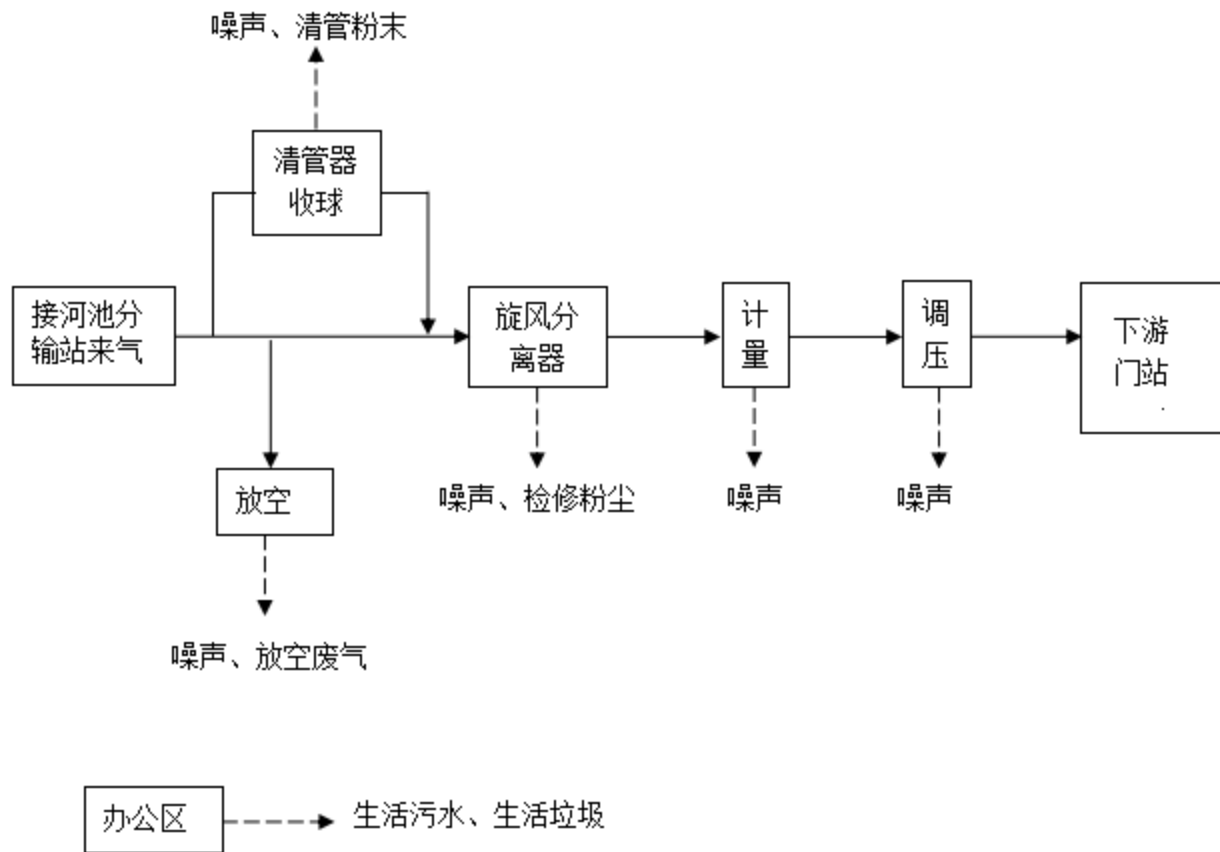 噪声、清管粉末
清管器
收球
接河池分
输站来气
旋风分
离器
计
量
调
压
下游
门站
放空
噪声、检修粉尘
噪声
噪声
噪声、放空废气
办公区
生活污水、生活垃圾